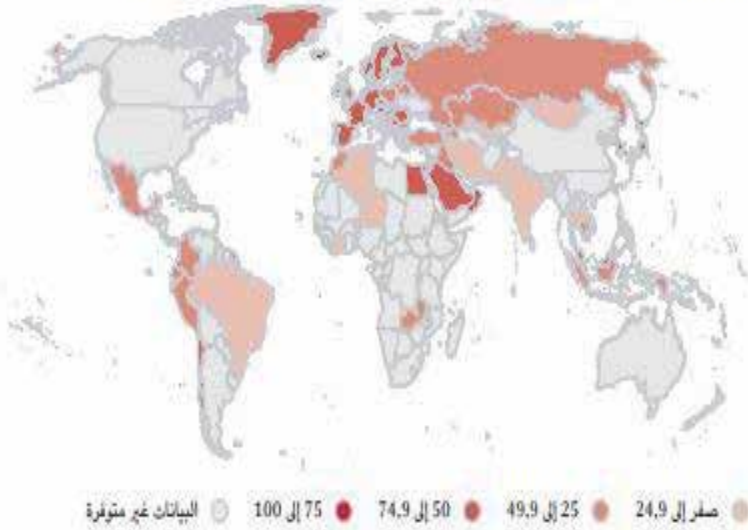 صفر إلى 24,9 25 إلى 49,9 50 إلى 74,9 75 إلى 100 البيانات غير متوفرة